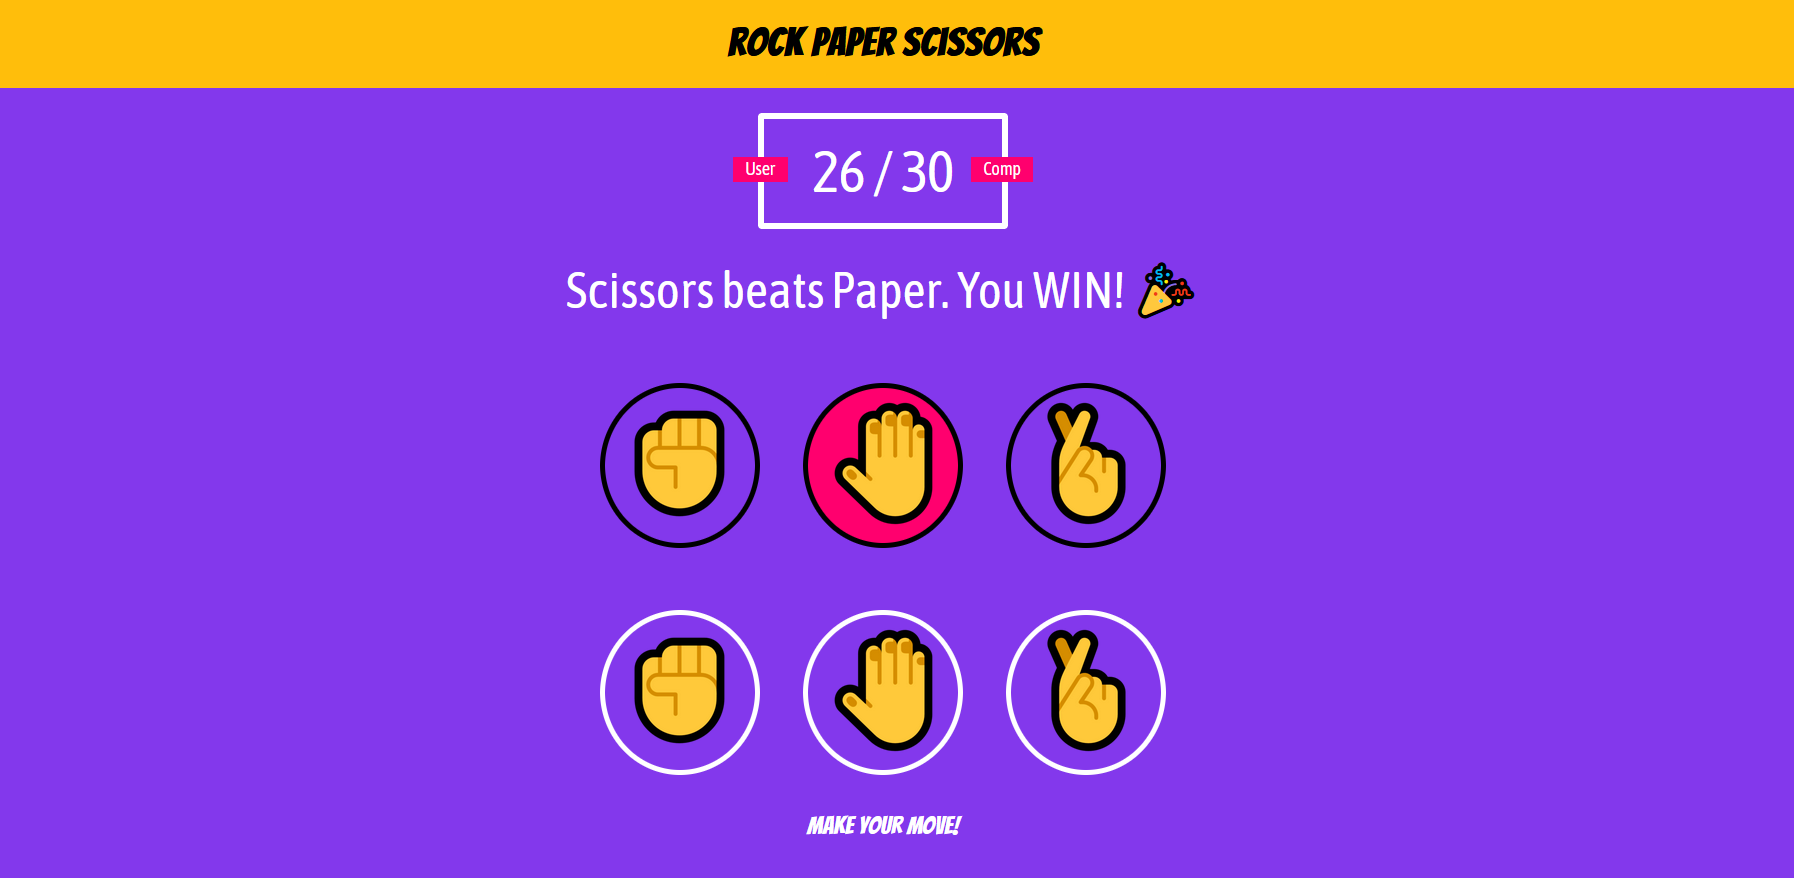 ROCK PAPER SCISSORS
User 26 / 30 Comp
Scissors beats Paper. You WIN! 🎉
MAKE YOUR MOVE!